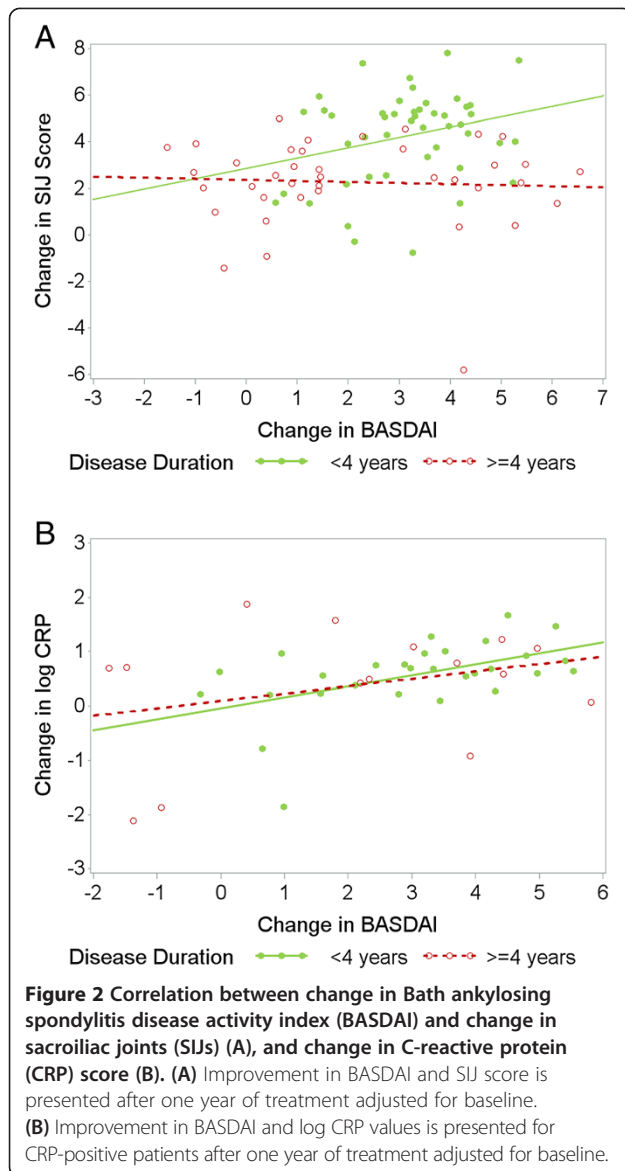 A
8
6
4
2
0
-2
-4
-6
Change in SIJ Score
-3 -2 -1 0 1 2 3 4 5 6 7
Change in BASDAI
Disease Duration <4 years >=4 years
B
3
2
1
0
-1
-2
-3
Change in log CRP
-2 -1 0 1 2 3 4 5 6
Change in BASDAI
Disease Duration <4 years >=4 years
Figure 2 Correlation between change in Bath ankylosing
spondylitis disease activity index (BASDAI) and change in
sacroiliac joints (SIJs) (A), and change in C-reactive protein
(CRP) score (B). (A) Improvement in BASDAI and SIJ score is
presented after one year of treatment adjusted for baseline.
(B) Improvement in BASDAI and log CRP values is presented for
CRP-positive patients after one year of treatment adjusted for baseline.